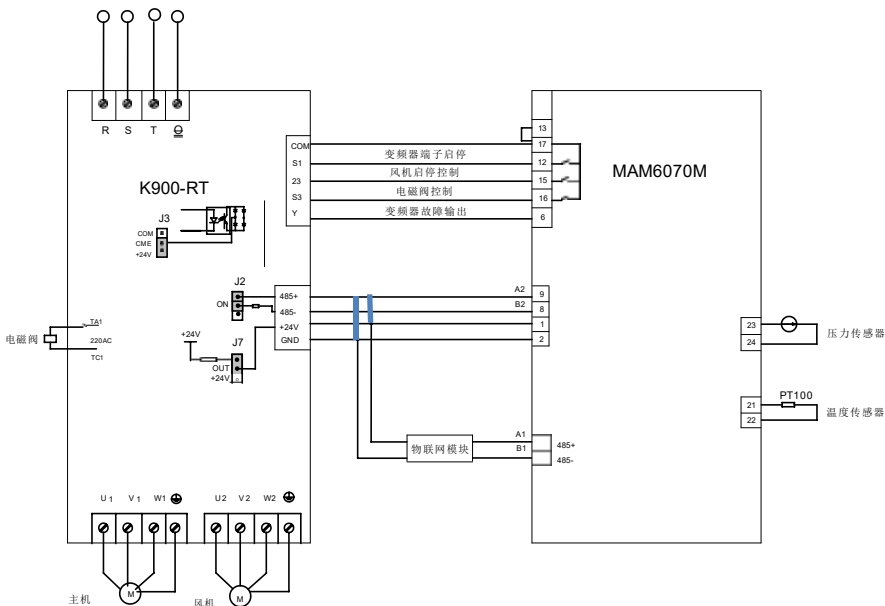 R S T
K900-RT
J3
COM
CME
+24V
COM
S1
23
S3
Y
变频器端子启停
风机启停控制
电磁阀控制
变频器故障输出
13
17
12
15
16
6
MAM6070M
J2
ON
485+
485-
+24V
GND
A2
B2
9
8
1
2
+24V
J7
OUT
+24V
电磁阀
TA1
220AC
TC1
23
24
压力传感器
21
22
PT100
温度传感器
物联网模块
A1
B1
485+
485-
U1 V1 W1
U2 V2 W2
M
主机
M
风机